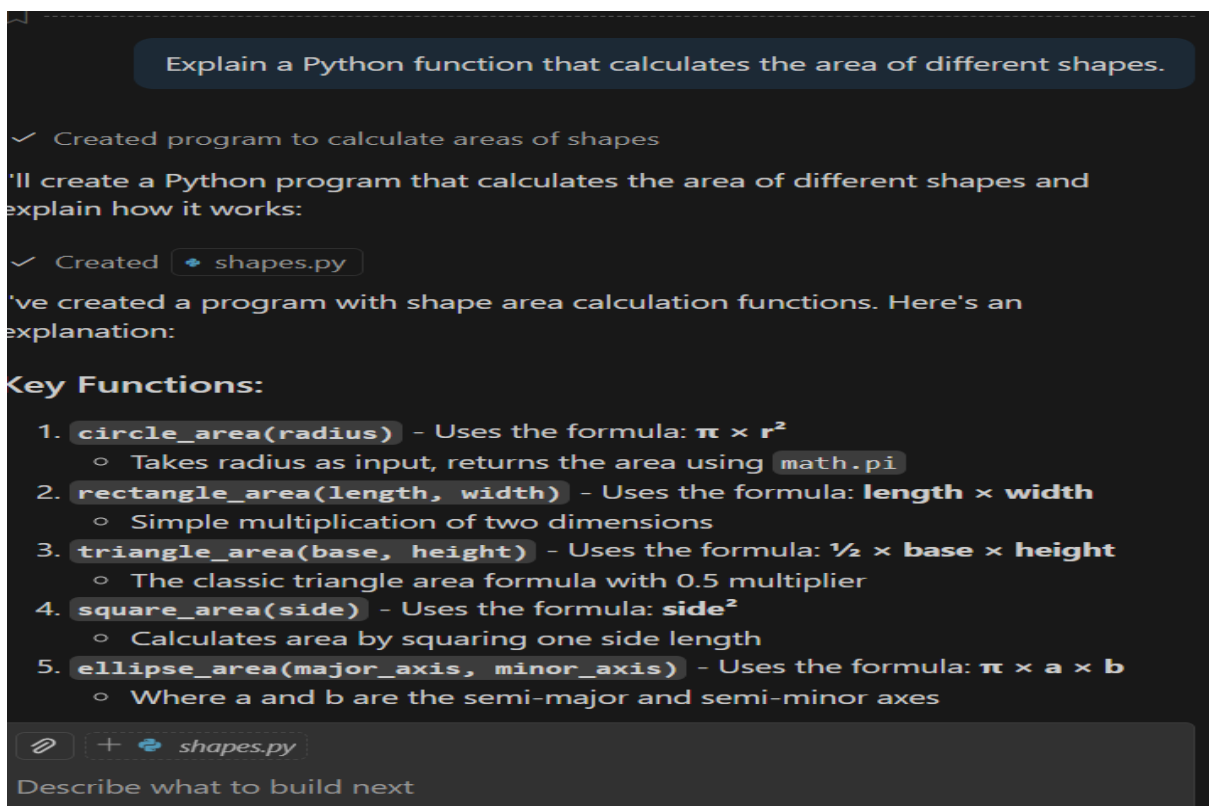 Explain a Python function that calculates the area of different shapes.
Created program to calculate areas of shapes
'll create a Python program that calculates the area of different shapes and
explain how it works:
Created shapes.py
've created a program with shape area calculation functions. Here's an
explanation:
Key Functions:
1. circle_area(radius) - Uses the formula: π × r²
○ Takes radius as input, returns the area using math.pi
2. rectangle_area(length, width) - Uses the formula: length × width
○ Simple multiplication of two dimensions
3. triangle_area(base, height) - Uses the formula: ½ × base × height
○ The classic triangle area formula with 0.5 multiplier
4. square_area(side) - Uses the formula: side²
○ Calculates area by squaring one side length
5. ellipse_area(major_axis, minor_axis) - Uses the formula: π × a × b
○ Where a and b are the semi-major and semi-minor axes
+ shapes.py
Describe what to build next